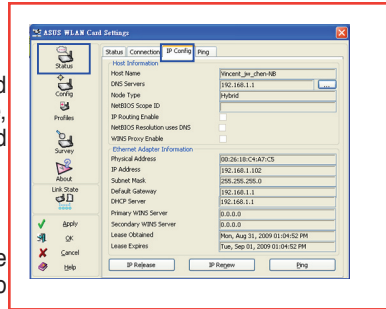 ASUS WLAN Card Settings
Status Connection IP Config Ping
Status
Config
Profiles
Survey
About
Link State
Apply
OK
Cancel
Help
Host Information
Host Name Vincent_jw_chen-NB
DNS Servers 192.168.1.1 ...
Node Type Hybrid
NetBIOS Scope ID
IP Routing Enable
NetBIOS Resolution uses DNS
WINS Proxy Enable
Ethernet Adapter Information
Physical Address 00:26:18:C4:A7:C5
IP Address 192.168.1.102
Subnet Mask 255.255.255.0
Default Gateway 192.168.1.1
DHCP Server 192.168.1.1
Primary WINS Server 0.0.0.0
Secondary WINS Server 0.0.0.0
Lease Obtained Mon, Aug 31, 2009 01:04:52 PM
Lease Expires Tue, Sep 01, 2009 01:04:52 PM
IP Release IP Renew Ping